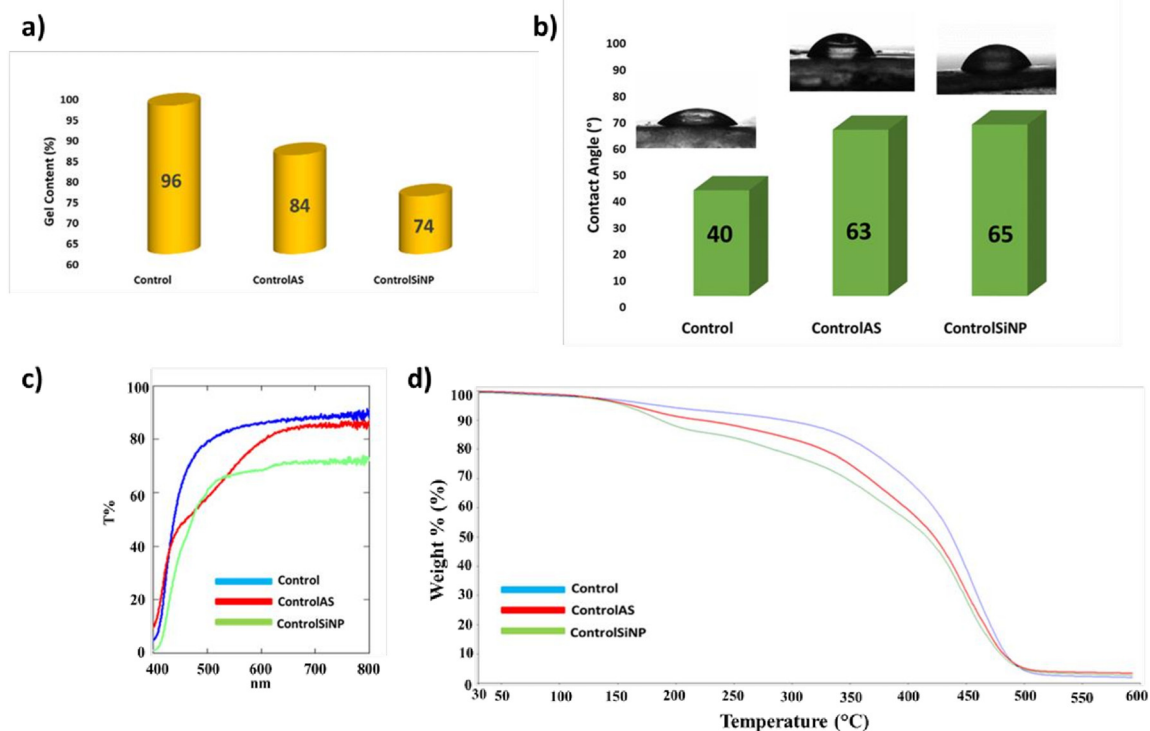 a)
Gel Content (%)
100
95
90
85
80
75
70
65
60
96
84
74
Control ControlAS ControlSiNP
b)
Contact Angle (°)
100
90
80
70
60
50
40
30
20
10
0
40
63
65
Control ControlAS ControlSiNP
c)
T%
100
80
60
40
20
0
Control
ControlAS
ControlSiNP
400 500 600 700 800
nm
d)
Weight % (%)
100
90
80
70
60
50
40
30
20
10
0
Control
ControlAS
ControlSiNP
30 50 100 150 200 250 300 350 400 450 500 550 600
Temperature (°C)